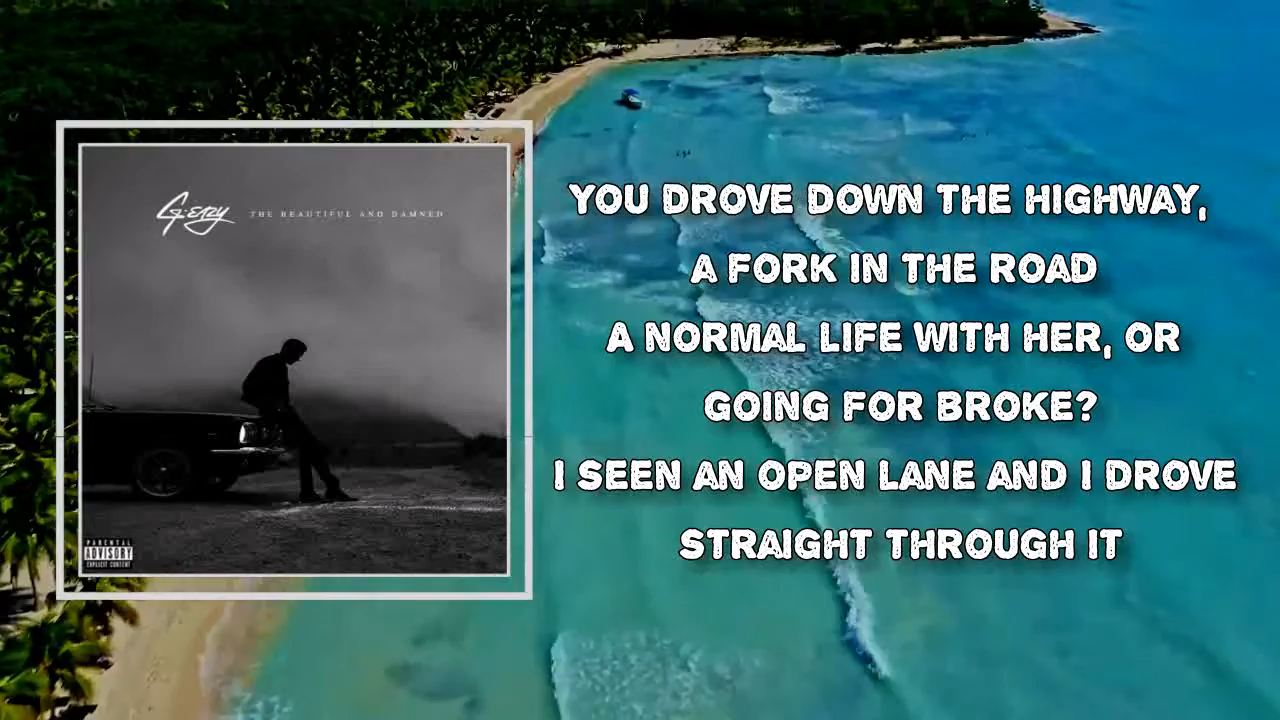 G-Eazy THE BEAUTIFUL AND DAMNED
PARENTAL
ADVISORY
EXPLICIT CONTENT
YOU DROVE DOWN THE HIGHWAY,
A FORK IN THE ROAD
A NORMAL LIFE WITH HER, OR
GOING FOR BROKE?
I SEEN AN OPEN LANE AND I DROVE
STRAIGHT THROUGH IT